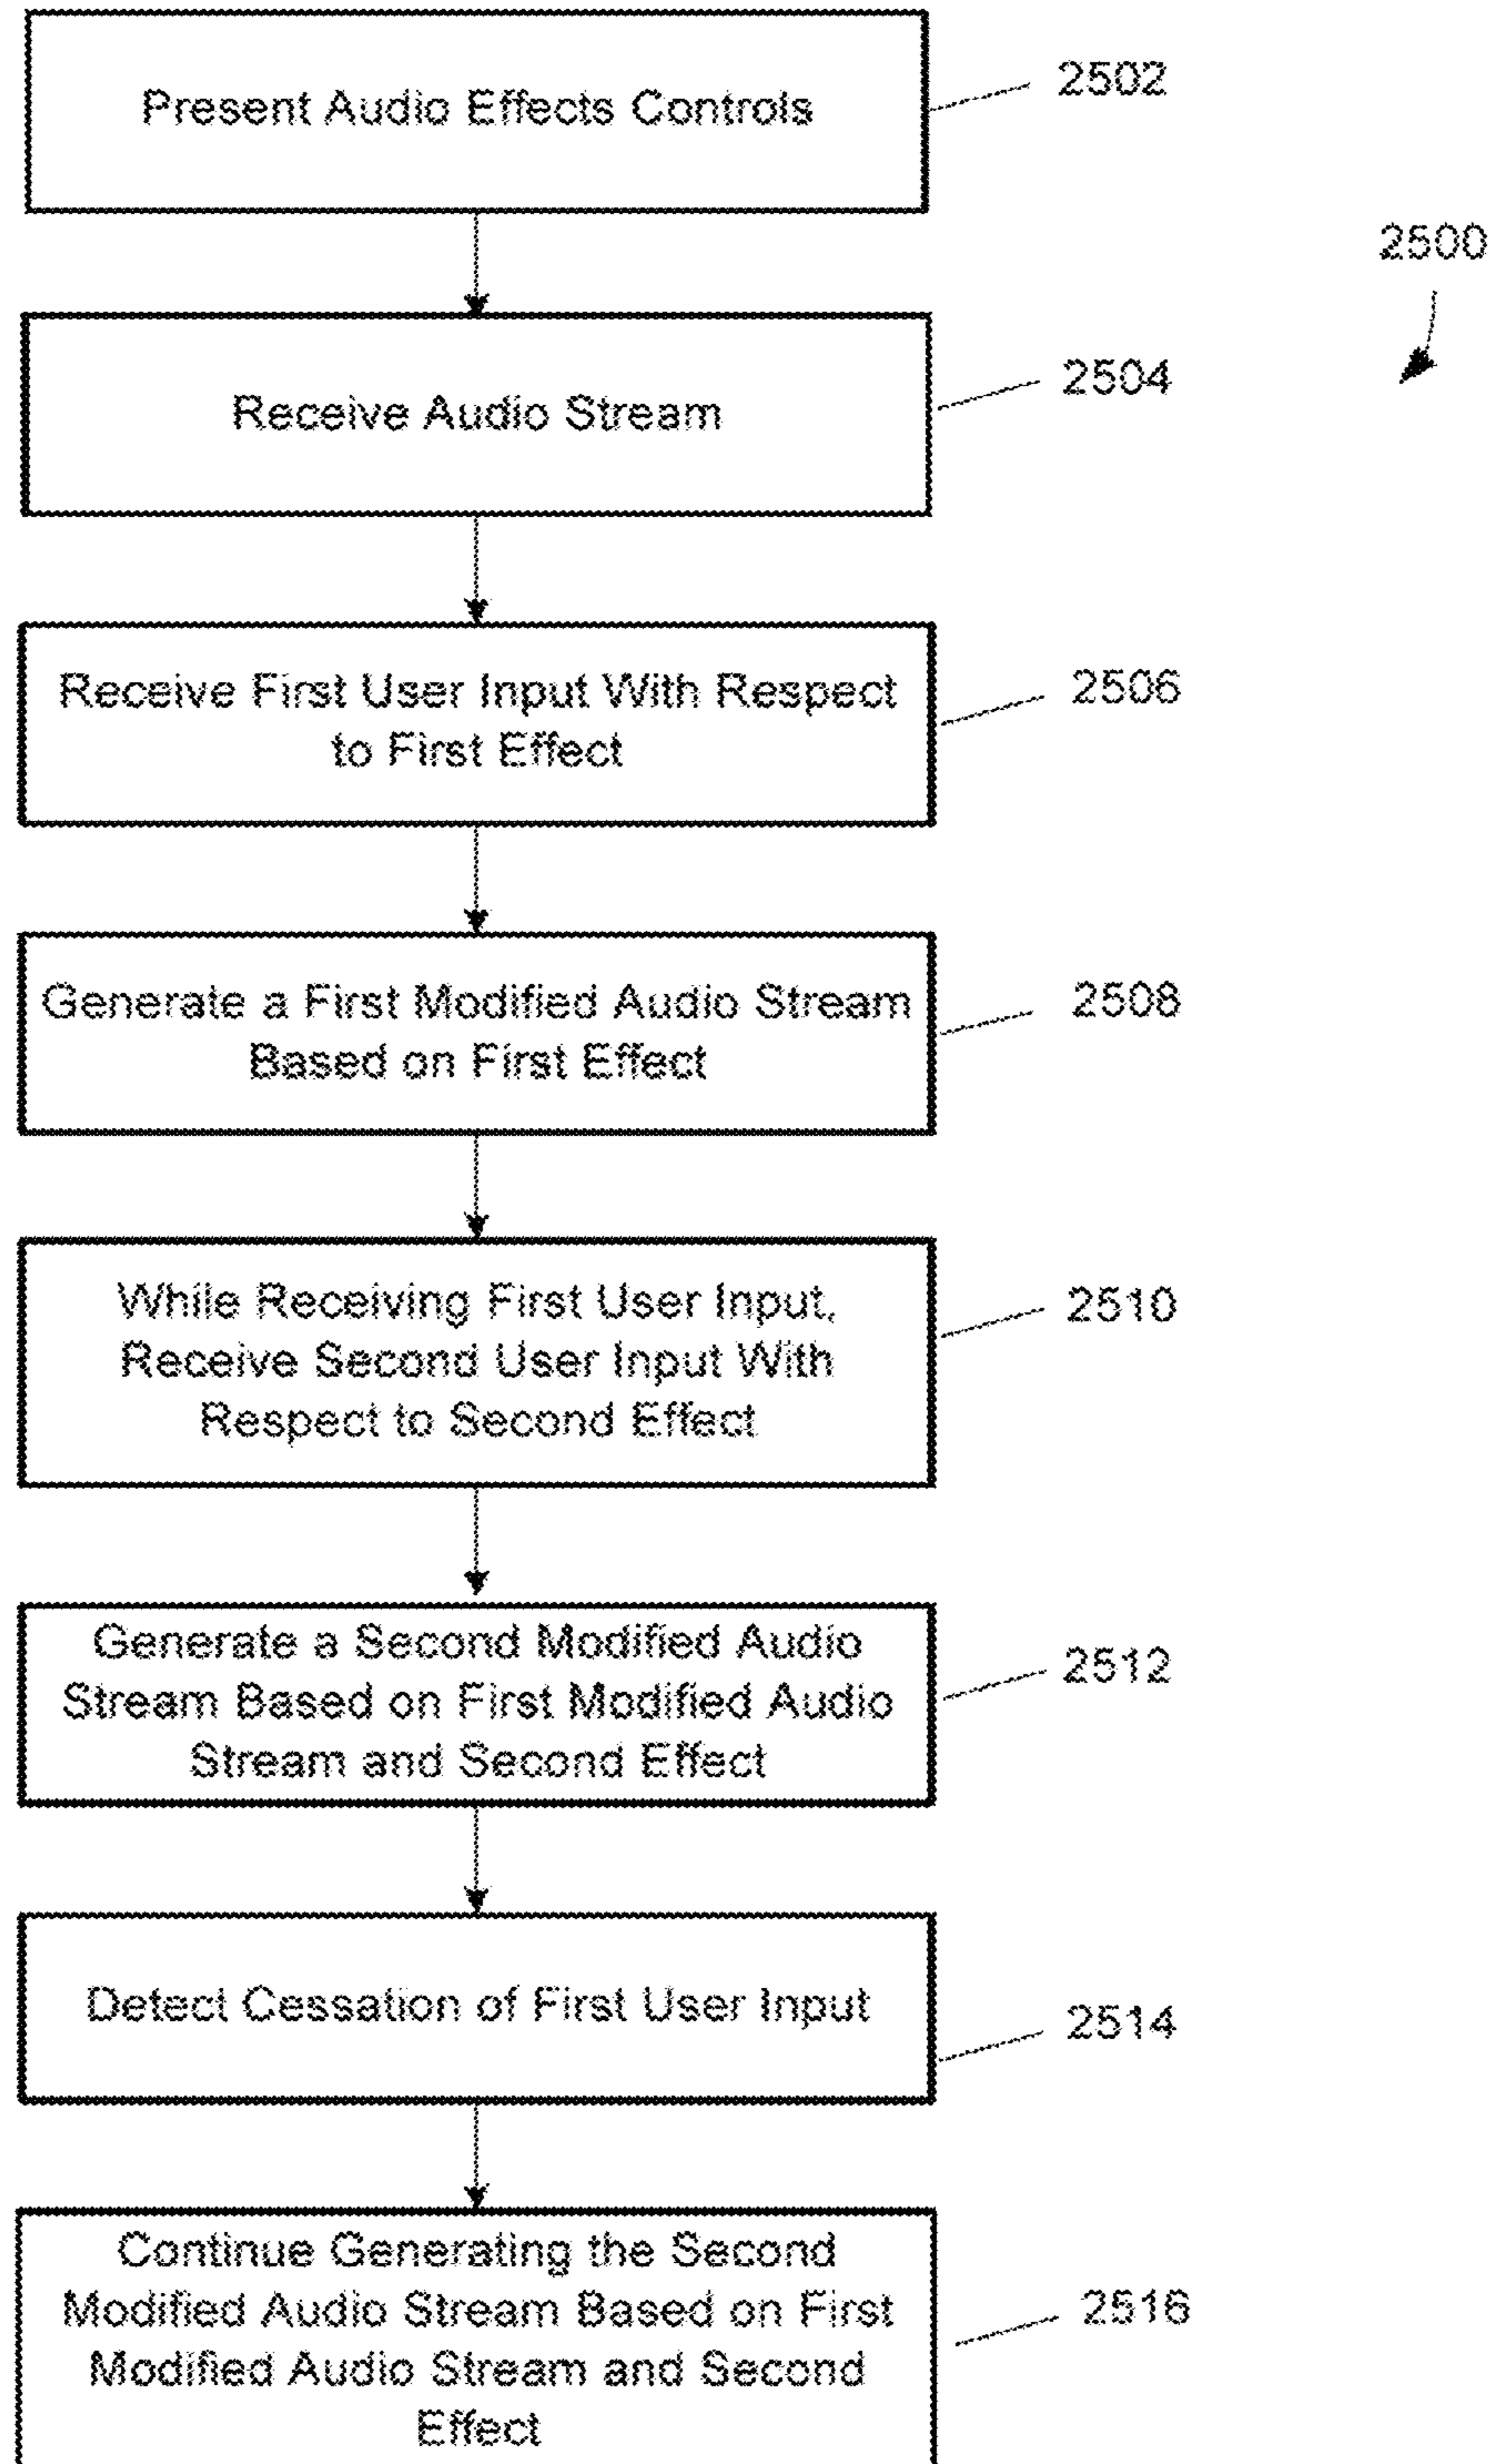 Present Audio Effects Controls
2502
2500
Receive Audio Stream
2504
Receive First User Input With Respect
to First Effect
2506
Generate a First Modified Audio Stream
Based on First Effect
2508
While Receiving First User Input,
Receive Second User Input With
Respect to Second Effect
2510
Generate a Second Modified Audio
Stream Based on First Modified Audio
Stream and Second Effect
2512
Detect Cessation of First User Input
2514
Continue Generating the Second
Modified Audio Stream Based on First
Modified Audio Stream and Second
Effect
2516